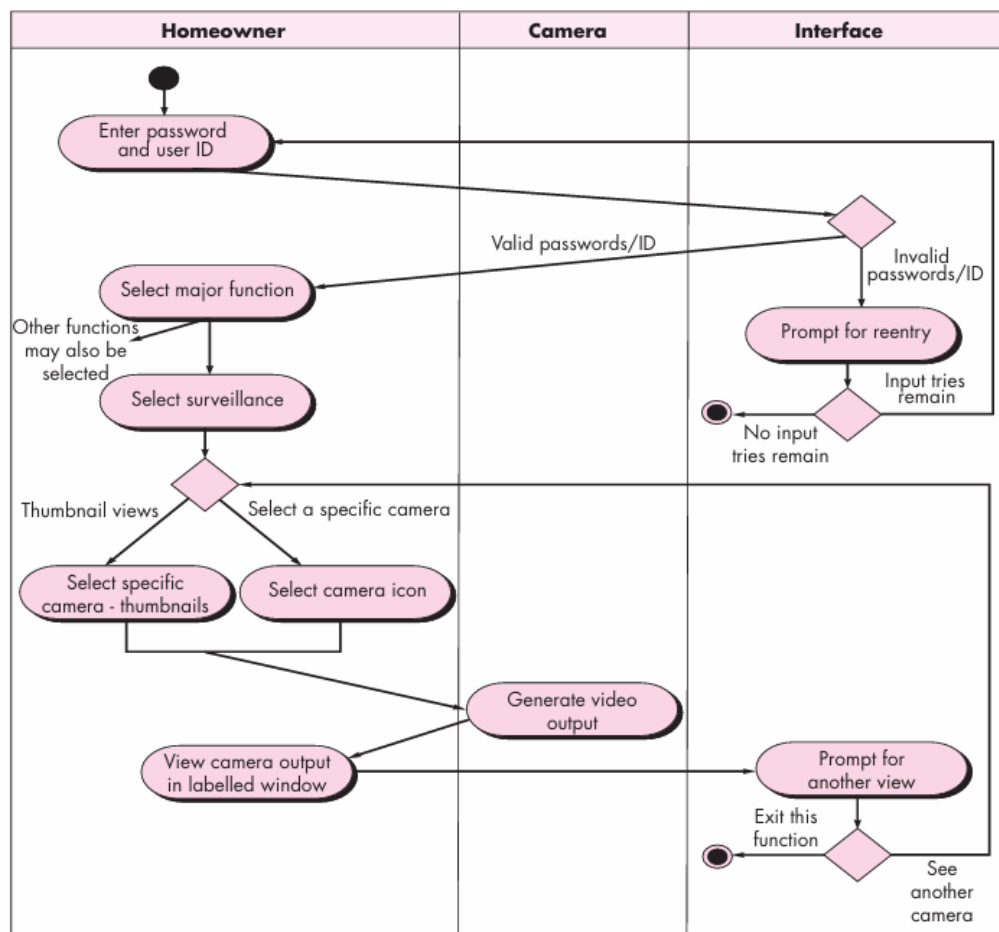 Homeowner
Camera
Interface
Enter password
and user ID
Valid passwords/ID
Invalid
passwords/ID
Select major function
Prompt for reentry
Other functions
may also be
selected
Input tries
remain
Select surveillance
No input
tries remain
Thumbnail views
Select a specific camera
Select specific
camera - thumbnails
Select camera icon
Generate video
output
View camera output
in labelled window
Prompt for
another view
Exit this
function
See
another
camera